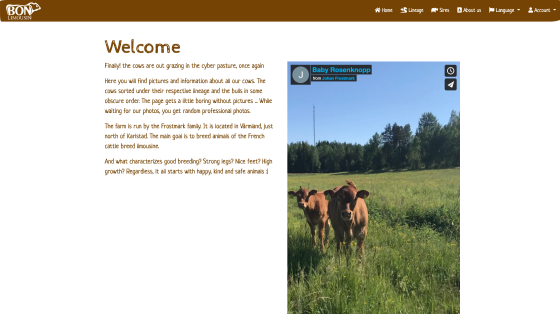 BON
LIMOUSIN
Home
Lineage
Sires
About us
Language
Account
Welcome
Finally! the cows are out grazing in the cyber pasture, once again
Here you will find pictures and information about all our cows. The
cows sorted under their respective lineage and the bulls in some
obscure order. The page gets a little boring without pictures ... While
waiting for our photos, you get random professional photos.
The farm is run by the Frostmark family. It is located in Värmland, just
north of Karlstad. The main goal is to breed animals of the French
cattle breed limousine.
And what characterizes good breeding? Strong legs? Nice feet? High
growth? Regardless, it all starts with happy, kind and safe animals :)
J
Baby Rosenknopp
from Johan Frostmark